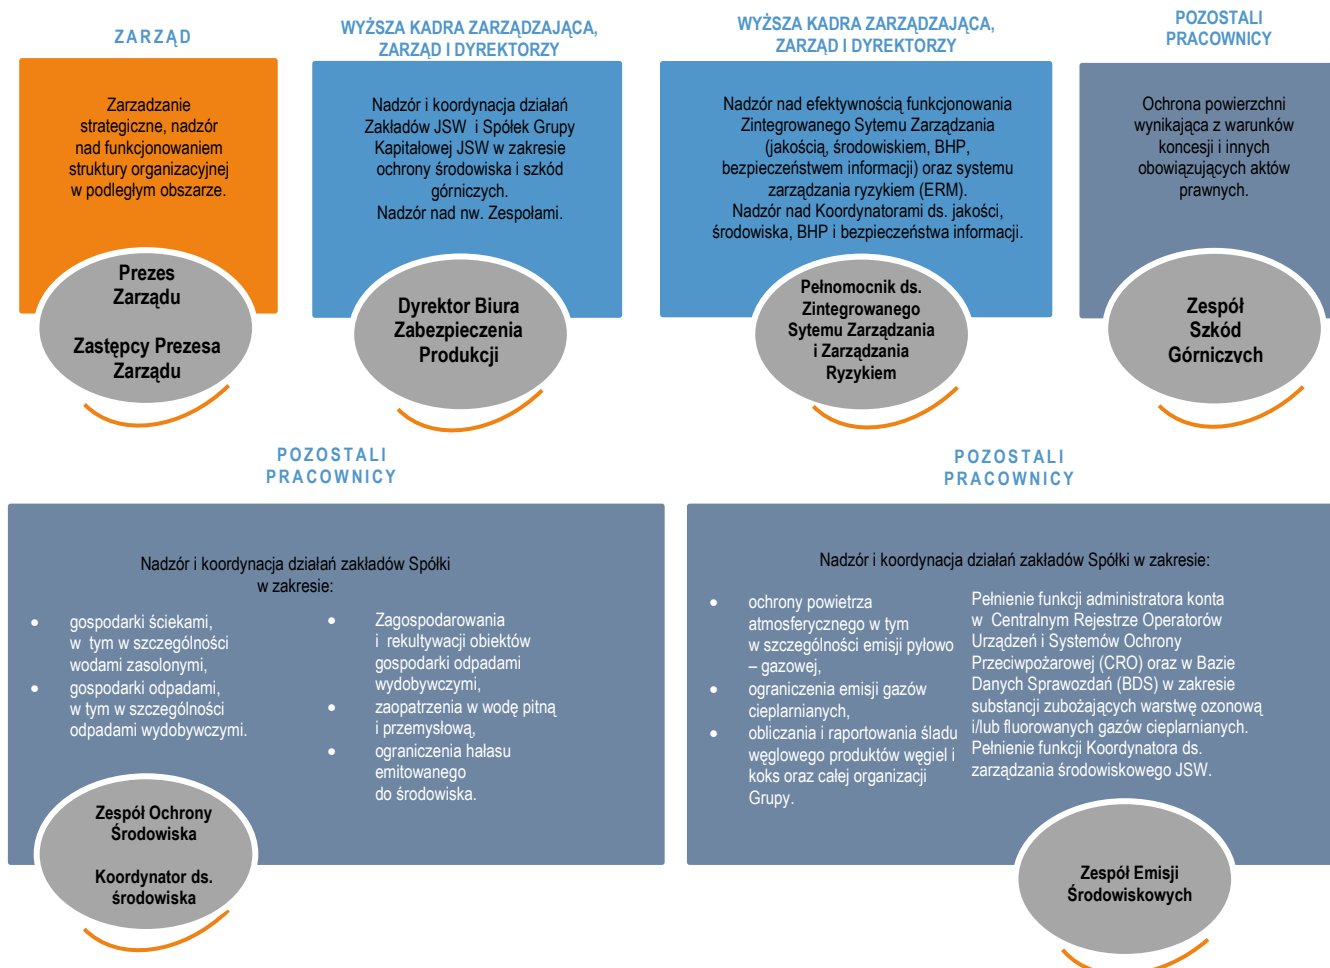 ZARZĄD
Zarzadzanie
strategiczne, nadzór
nad funkcjonowaniem
struktury organizacyjnej
w podległym obszarze.
Prezes
Zarządu
Zastępcy Prezesa
Zarządu
WYŻSZA KADRA ZARZĄDZAJĄCA,
ZARZĄD I DYREKTORZY
Nadzór i koordynacja działań
Zakładów JSW i Spółek Grupy
Kapitałowej JSW w zakresie
ochrony środowiska i szkód
górniczych.
Nadzór nad nw. Zespołami.
Dyrektor Biura
Zabezpieczenia
Produkcji
WYŻSZA KADRA ZARZĄDZAJĄCA,
ZARZĄD I DYREKTORZY
Nadzór nad efektywnością funkcjonowania
Zintegrowanego Sytemu Zarządzania
(jakością, środowiskiem, BHP,
bezpieczeństwem informacji) oraz systemu
zarządzania ryzykiem (ERM).
Nadzór nad Koordynatorami ds. jakości,
środowiska, BHP i bezpieczeństwa informacji.
Pełnomocnik ds.
Zintegrowanego
Sytemu Zarządzania
i Zarządzania
Ryzykiem
POZOSTALI
PRACOWNICY
Ochrona powierzchni
wynikająca z warunków
koncesji i innych
obowiązujących aktów
prawnych.
Zespół
Szkód
Górniczych
POZOSTALI
PRACOWNICY
Nadzór i koordynacja działań zakładów Spółki
w zakresie:
• gospodarki ściekami,
w tym w szczególności
wodami zasolonymi,
• gospodarki odpadami,
w tym w szczególności
odpadami wydobywczymi.
• Zagospodarowania
i rekultywacji obiektów
gospodarki odpadami
wydobywczymi,
• zaopatrzenia w wodę pitną
i przemysłową,
• ograniczenia hałasu
emitowanego
do środowiska.
Zespół Ochrony
Środowiska
Koordynator ds.
środowiska
POZOSTALI
PRACOWNICY
Nadzór i koordynacja działań zakładów Spółki w zakresie:
• ochrony powietrza
atmosferycznego w tym
w szczególności emisji pyłowo
– gazowej,
• ograniczenia emisji gazów
cieplarnianych,
• obliczania i raportowania śladu
węglowego produktów węgiel i
koks oraz całej organizacji
Grupy.
Pełnienie funkcji administratora konta
w Centralnym Rejestrze Operatorów
Urządzeń i Systemów Ochrony
Przeciwpożarowej (CRO) oraz w Bazie
Danych Sprawozdań (BDS) w zakresie
substancji zubożających warstwę ozonową
i/lub fluorowanych gazów cieplarnianych.
Pełnienie funkcji Koordynatora ds.
zarządzania środowiskowego JSW.
Zespół Emisji
Środowiskowych